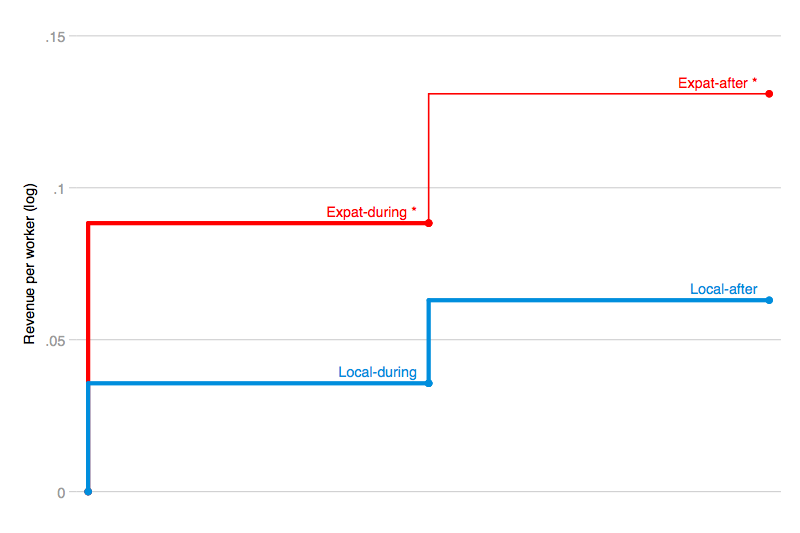 .15
Expat-after *
.1
Expat-during *
Revenue per worker (log)
Local-after
.05
Local-during
0